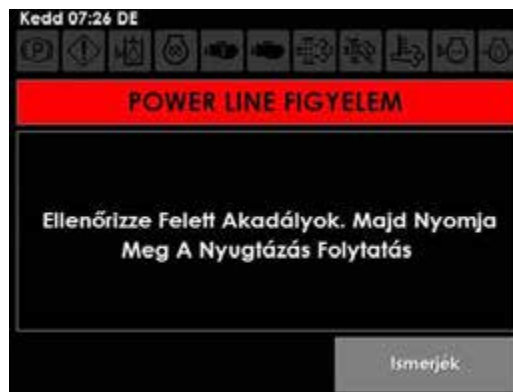 Kedd 07:26 DE
POWER LINE FIGYELEM
Ellenőrizze Felett Akadályok. Majd Nyomja
Meg A Nyugtázás Folytatás
Ismerjék